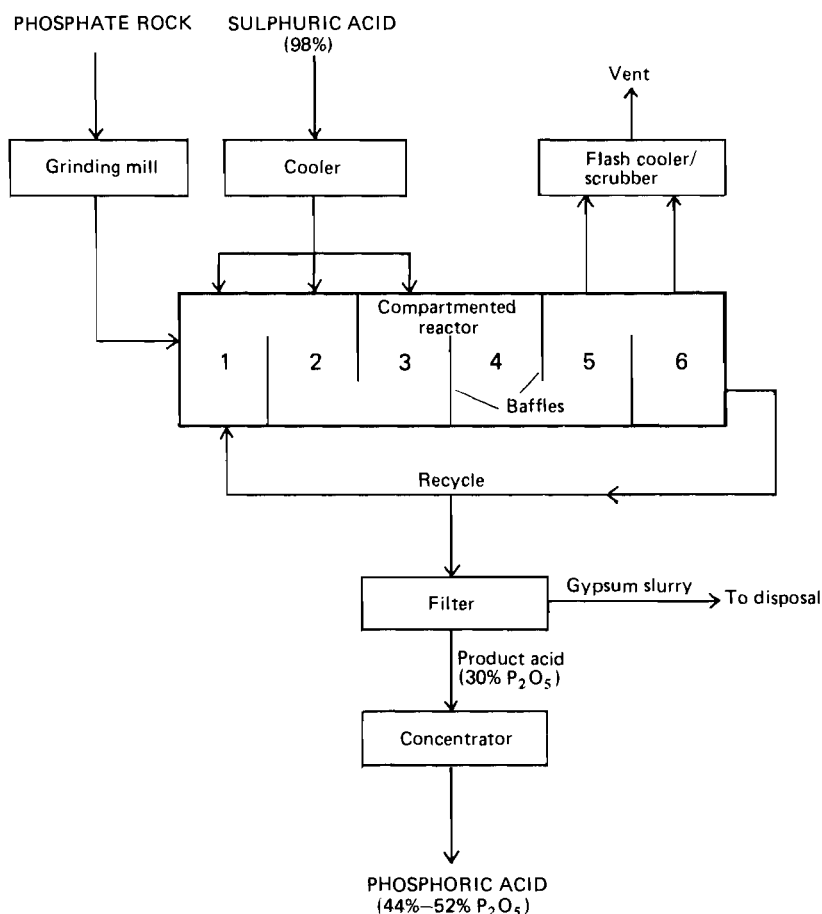 PHOSPHATE ROCK
SULPHURIC ACID
(98%)
Vent
Grinding mill
Cooler
Flash cooler/
scrubber
Compartmented
reactor
1
2
3
4
5
6
Baffles
Recycle
Filter
Gypsum slurry
To disposal
Product acid
(30% P₂O₅)
Concentrator
PHOSPHORIC ACID
(44%–52% P₂O₅)